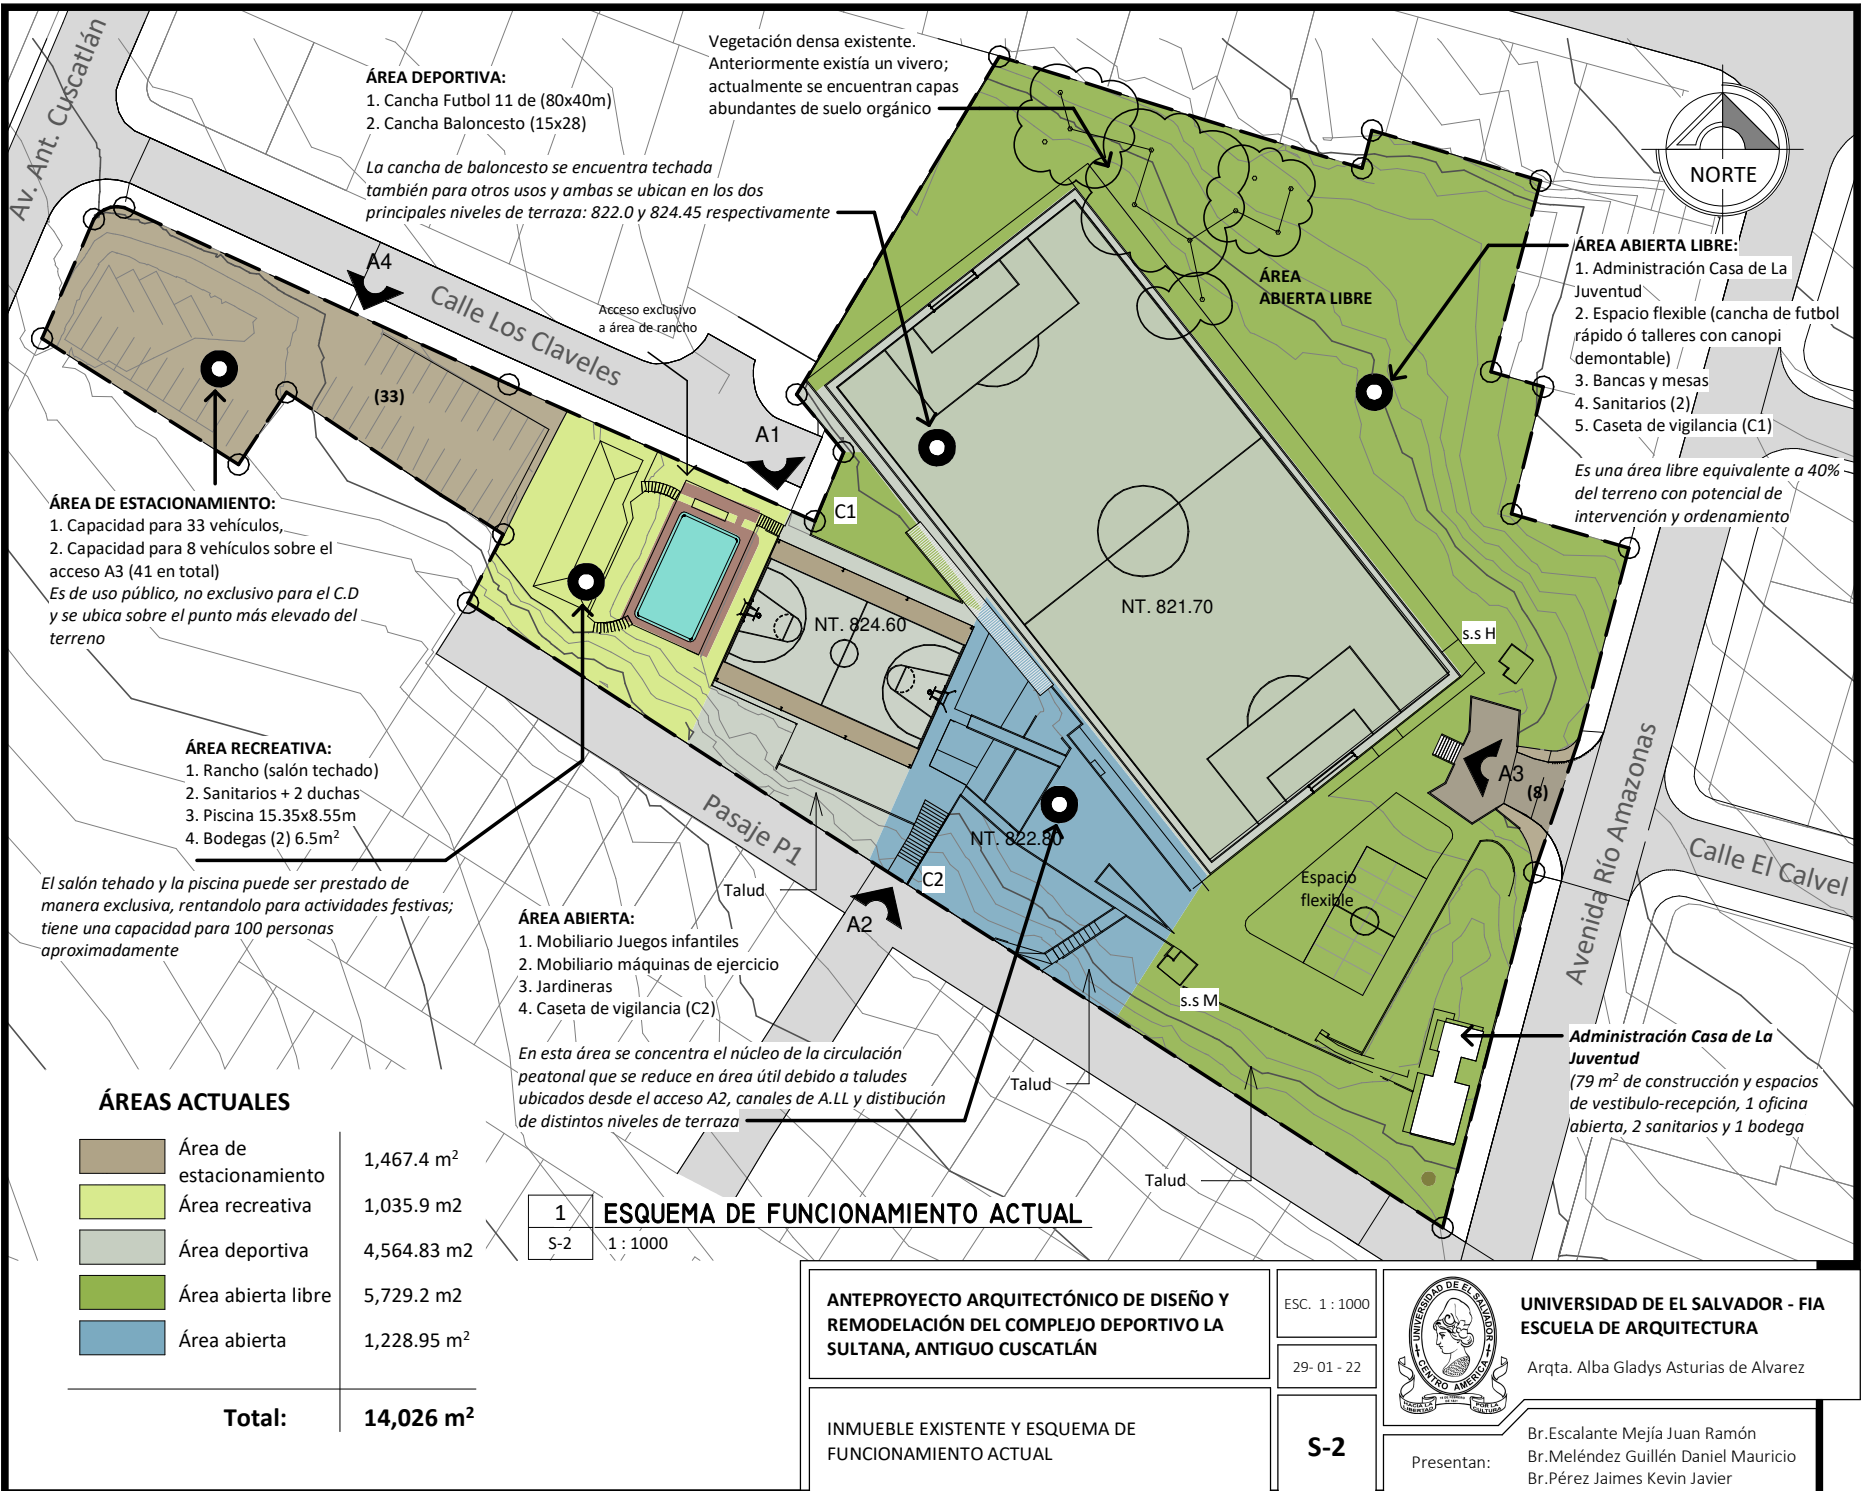 Av. Ant. Cuscatlán
ÁREA DEPORTIVA:
1. Cancha Futbol 11 de (80x40m)
2. Cancha Baloncesto (15x28)
La cancha de baloncesto se encuentra techada
también para otros usos y ambas se ubican en los dos
principales niveles de terraza: 822.0 y 824.45 respectivamente
Vegetación densa existente.
Anteriormente existía un vivero;
actualmente se encuentran capas
abundantes de suelo orgánico
NORTE
ÁREA ABIERTA LIBRE:
1. Administración Casa de La
Juventud
2. Espacio flexible (cancha de futbol
rápido ó talleres con canopi
demontable)
3. Bancas y mesas
4. Sanitarios (2)
5. Caseta de vigilancia (C1)
Es una área libre equivalente a 40%
del terreno con potencial de
intervención y ordenamiento
ÁREA
ABIERTA LIBRE
A4
Calle Los Claveles
Acceso exclusivo
a área de rancho
(33)
A1
C1
ÁREA DE ESTACIONAMIENTO:
1. Capacidad para 33 vehículos,
2. Capacidad para 8 vehículos sobre el
acceso A3 (41 en total)
Es de uso público, no exclusivo para el C.D
y se ubica sobre el punto más elevado del
terreno
NT. 824.60
NT. 821.70
s.s H
ÁREA RECREATIVA:
1. Rancho (salón techado)
2. Sanitarios + 2 duchas
3. Piscina 15.35x8.55m
4. Bodegas (2) 6.5m²
El salón tehado y la piscina puede ser prestado de
manera exclusiva, rentandolo para actividades festivas;
tiene una capacidad para 100 personas
aproximadamente
Pasaje P1
Talud
NT. 822.80
C2
A2
A3
(8)
Avenida Río Amazonas
Calle El Calvel
Espacio
flexible
s.s M
ÁREA ABIERTA:
1. Mobiliario Juegos infantiles
2. Mobiliario máquinas de ejercicio
3. Jardineras
4. Caseta de vigilancia (C2)
En esta área se concentra el núcleo de la circulación
peatonal que se reduce en área útil debido a taludes
ubicados desde el acceso A2, canales de A.LL y distibución
de distintos niveles de terraza
Talud
Talud
Administración Casa de La
Juventud
(79 m² de construcción y espacios
de vestibulo-recepción, 1 oficina
abierta, 2 sanitarios y 1 bodega
ÁREAS ACTUALES
Área de
estacionamiento 1,467.4 m²
Área recreativa 1,035.9 m2
Área deportiva 4,564.83 m2
Área abierta libre 5,729.2 m2
Área abierta 1,228.95 m²
Total: 14,026 m²
1 ESQUEMA DE FUNCIONAMIENTO ACTUAL
S-2 1 : 1000
ANTEPROYECTO ARQUITECTÓNICO DE DISEÑO Y
REMODELACIÓN DEL COMPLEJO DEPORTIVO LA
SULTANA, ANTIGUO CUSCATLÁN
INMUEBLE EXISTENTE Y ESQUEMA DE
FUNCIONAMIENTO ACTUAL
ESC. 1 : 1000
29- 01 - 22
S-2
UNIVERSIDAD DE EL SALVADOR
CENTRO AMERICA
HACIA LA LIBERTAD
POR LA CULTURA
UNIVERSIDAD DE EL SALVADOR - FIA
ESCUELA DE ARQUITECTURA
Arqta. Alba Gladys Asturias de Alvarez
Presentan:
Br.Escalante Mejía Juan Ramón
Br.Meléndez Guillén Daniel Mauricio
Br.Pérez Jaimes Kevin Javier